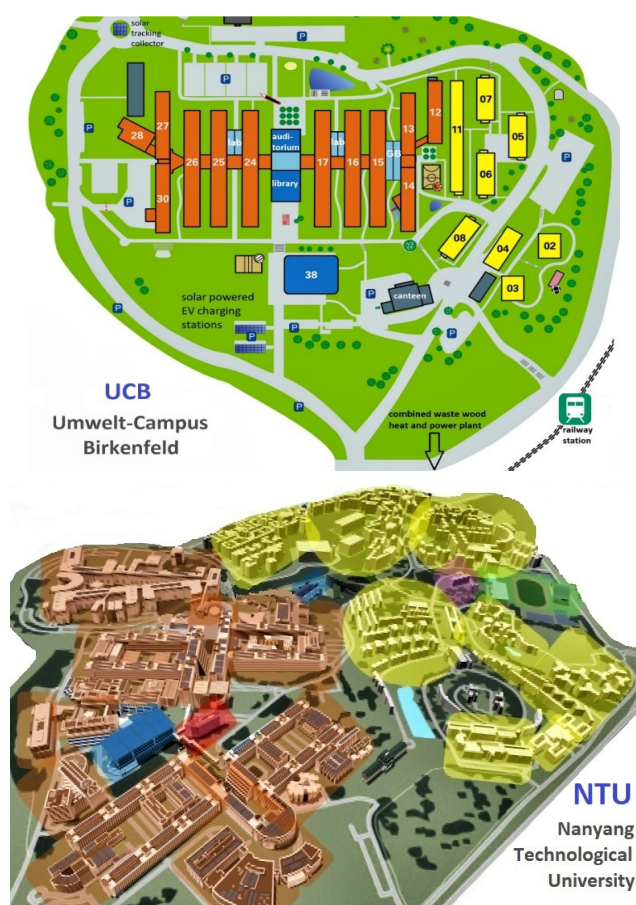 solar
tracking
collector
P
P
P
P
27
28
30
P
26
25
lab
24
audi-
torium
library
17
lab
16
15
GB
13
14
12
11
07
05
06
P
08
04
02
03
38
canteen
P
P
P
P
P
P
solar powered
EV charging
stations
UCB
Umwelt-Campus
Birkenfeld
combined waste wood
heat and power plant
railway
station
NTU
Nanyang
Technological
University